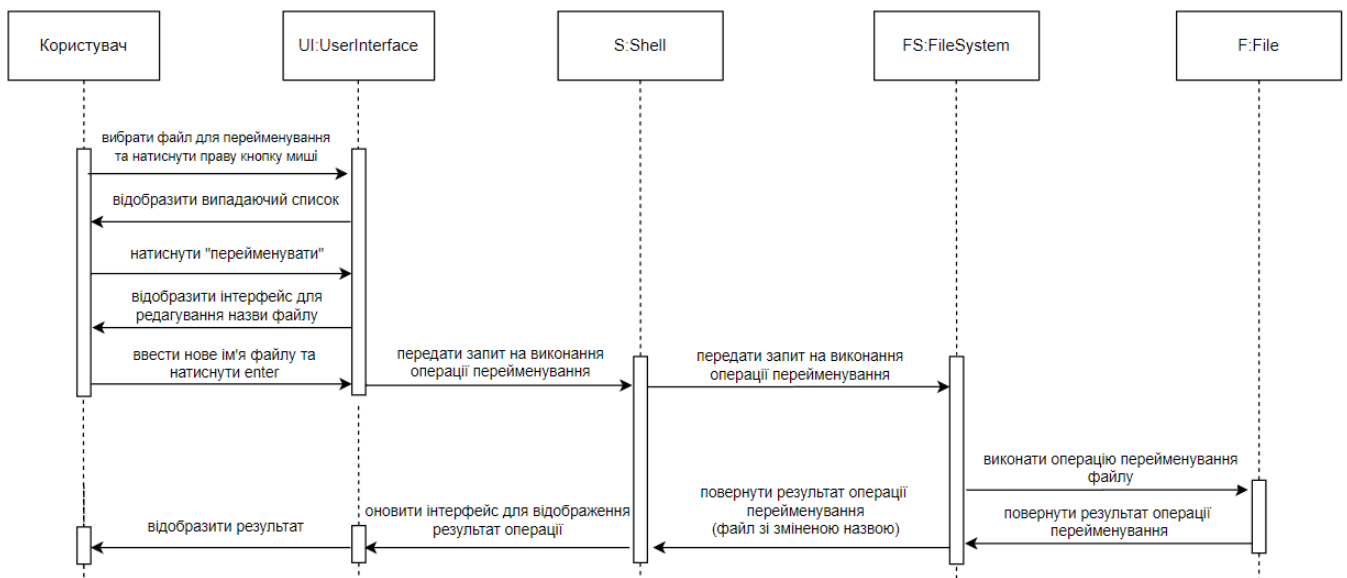 Користувач
UI:UserInterface
S:Shell
FS:FileSystem
F:File
вибрати файл для перейменування
та натиснути праву кнопку миші
відобразити випадаючий список
натиснути "перейменувати"
відобразити інтерфейс для
редагування назви файлу
ввести нове ім'я файлу та
натиснути enter
передати запит на виконання
операції перейменування
передати запит на виконання
операції перейменування
виконати операцію перейменування
файлу
повернути результат операції
перейменування
повернути результат операції
перейменування
(файл зі зміненою назвою)
оновити інтерфейс для відображення
результат операції
відобразити результат